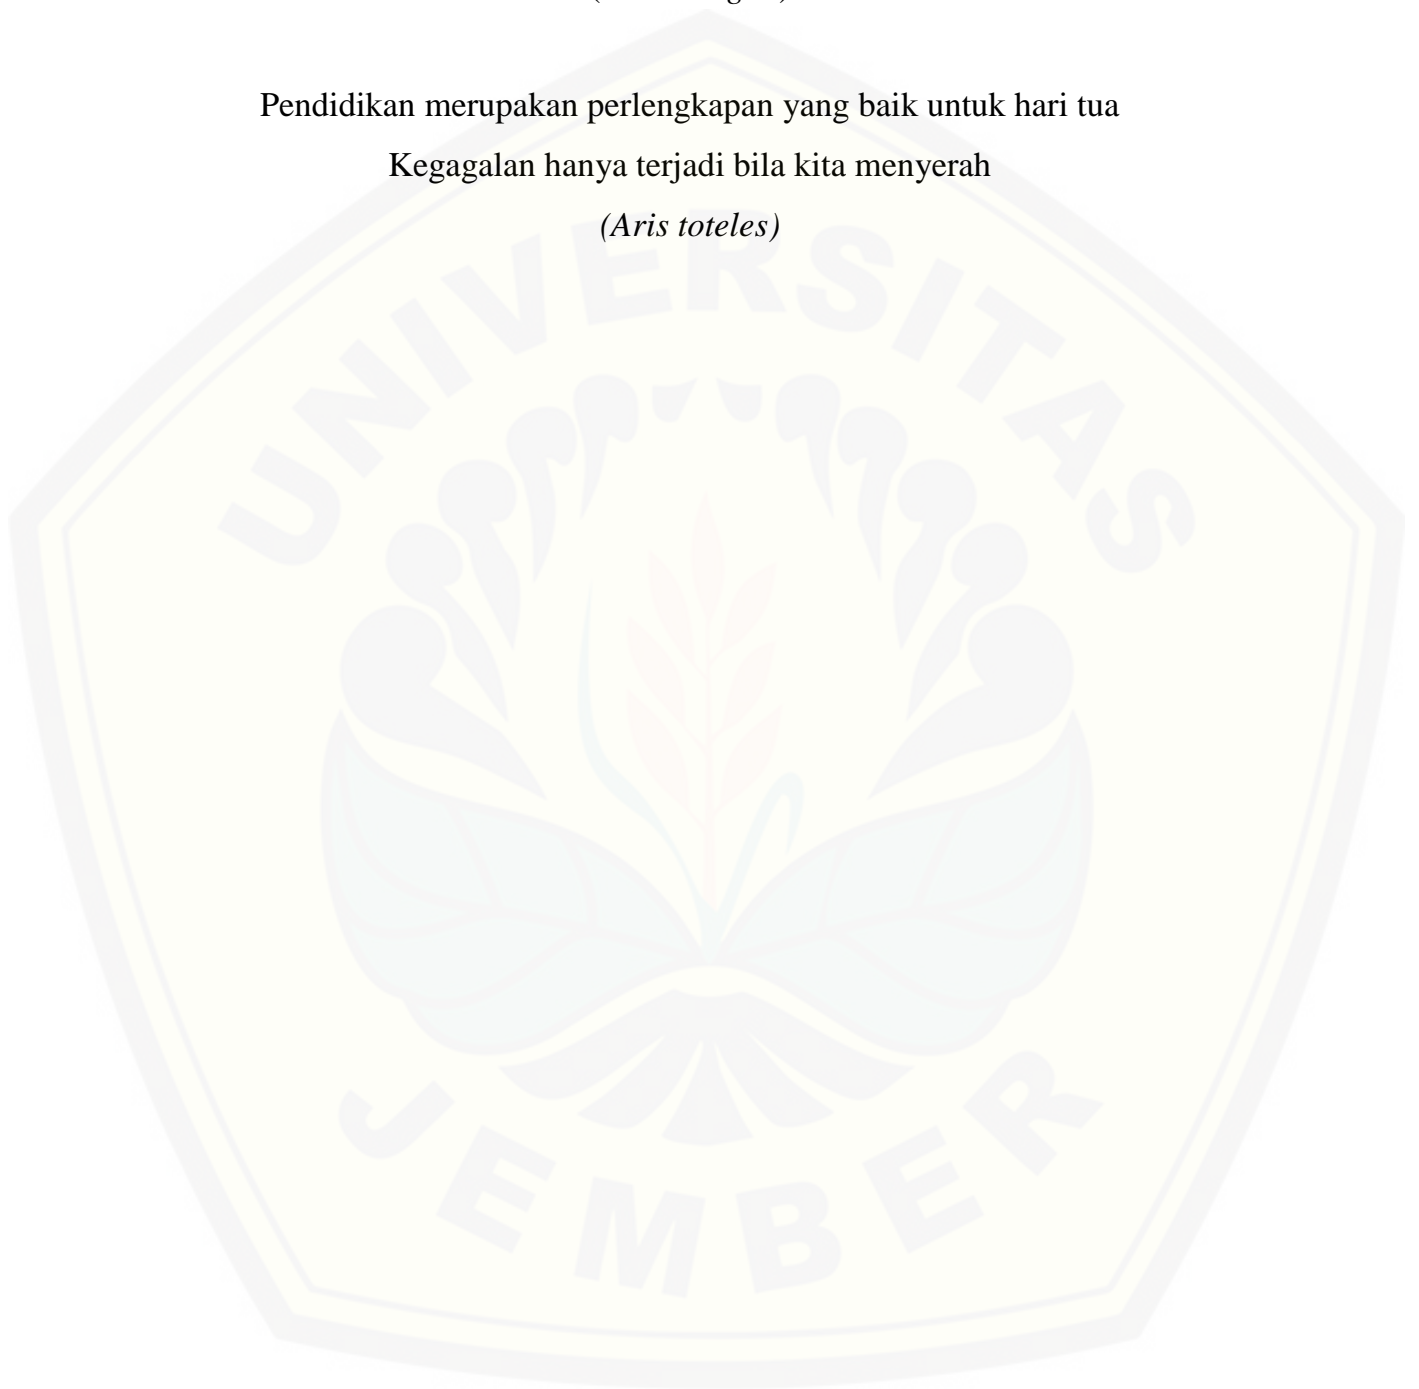 Pendidikan merupakan perlengkapan yang baik untuk hari tua
Kegagalan hanya terjadi bila kita menyerah
(Aris toteles)
UNIVERSITAS
JEMBER